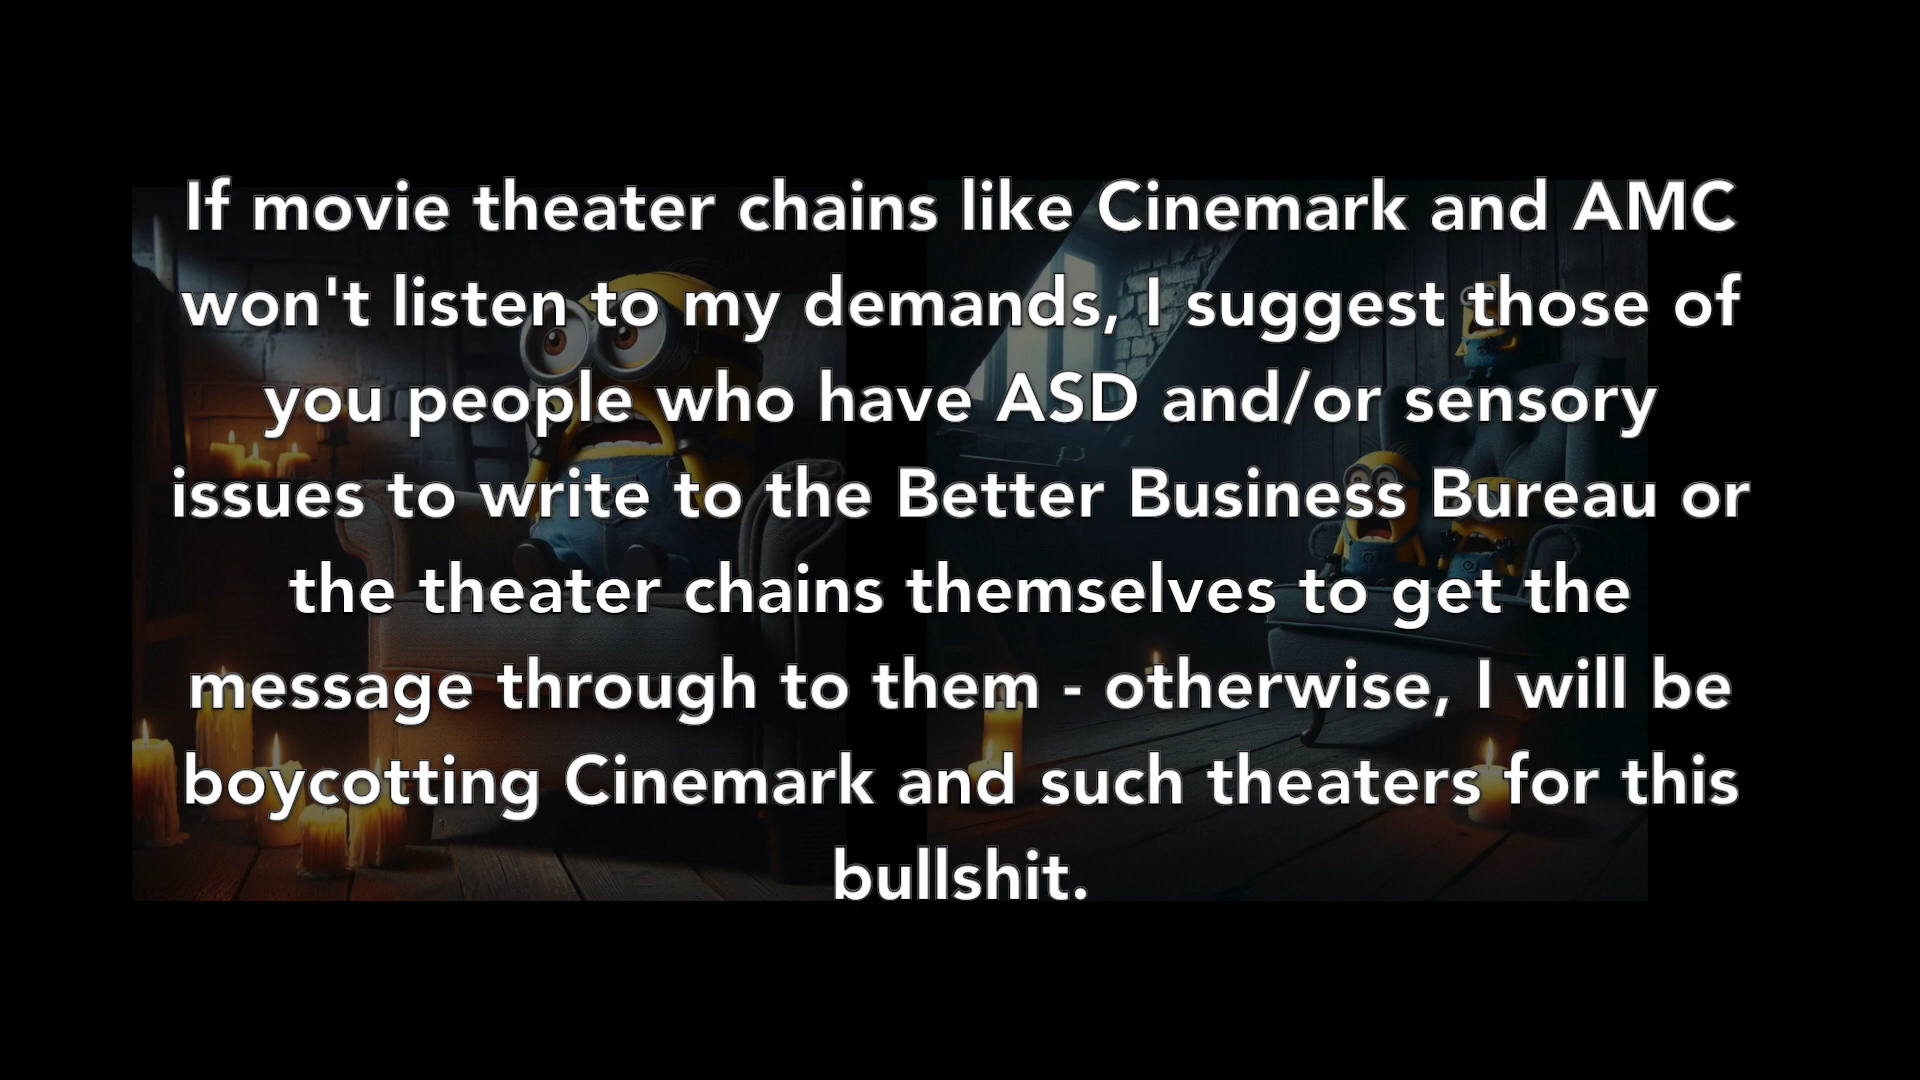 If movie theater chains like Cinemark and AMC
won't listen to my demands, I suggest those of
you people who have ASD and/or sensory
issues to write to the Better Business Bureau or
the theater chains themselves to get the
message through to them - otherwise, I will be
boycotting Cinemark and such theaters for this
bullshit.